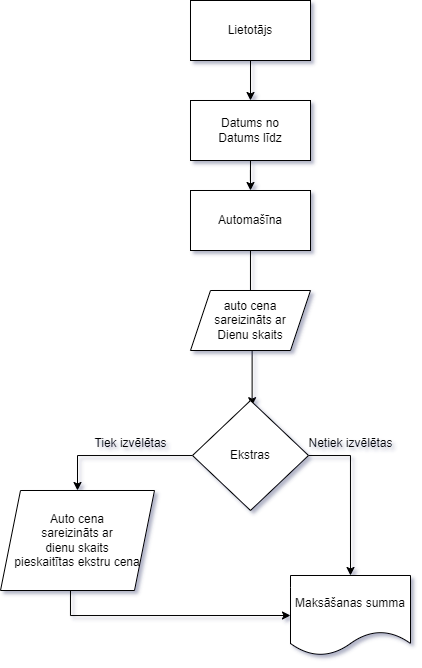 Lietotājs
Datums no
Datums līdz
Automašīna
auto cena
sareizināts ar
Dienu skaits
Ekstras
Tiek izvēlētas
Netiek izvēlētas
Auto cena
sareizināts ar
dienu skaits
pieskaitītas ekstru cena
Maksāšanas summa